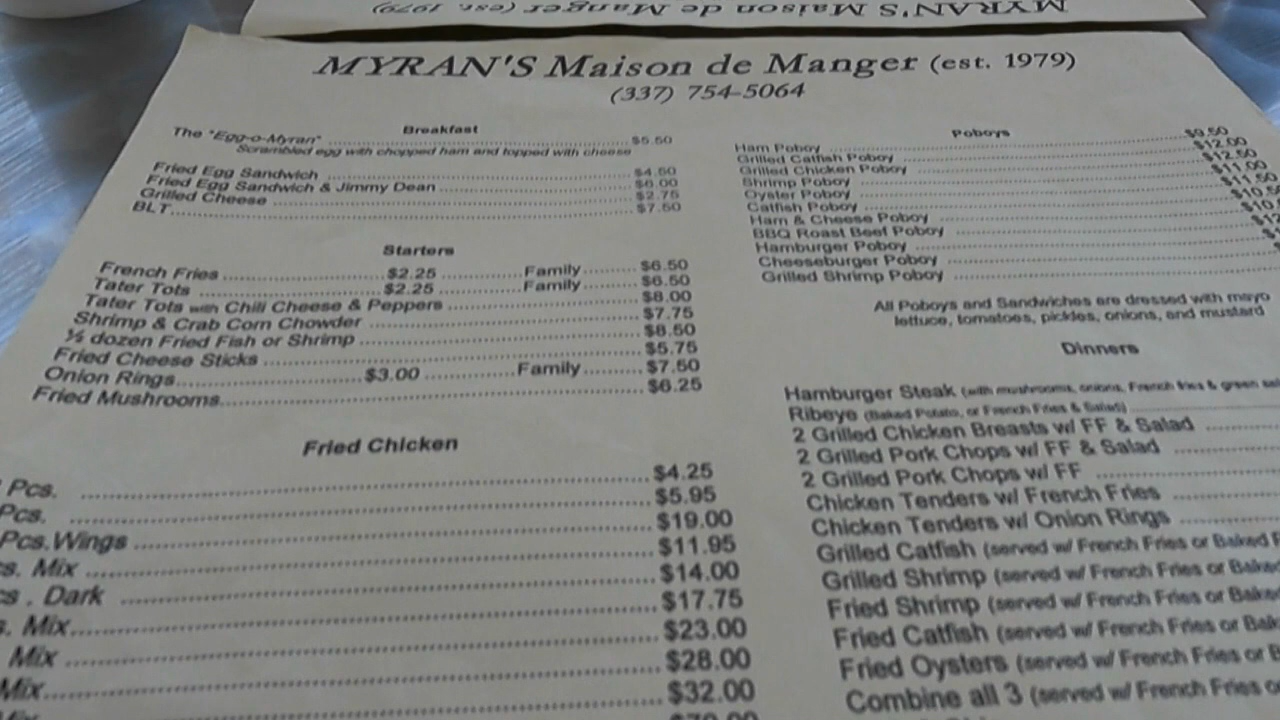 MYRAN'S Maison de Manger (est. 1979)
MYRAN'S Maison de Manger (est. 1979)
(337) 754-5064
Breakfast
The "Egg-o-Myran" $5.50
Scrambled egg with chopped ham and topped with cheese
Fried Egg Sandwich $4.50
Fried Egg Sandwich & Jimmy Dean $6.00
Grilled Cheese $2.75
BLT $7.50
Starters
French Fries $2.25 Family $6.50
Tater Tots $2.25 Family $6.50
Tater Tots with Chili Cheese & Peppers $8.00
Shrimp & Crab Corn Chowder $7.75
½ dozen Fried Fish or Shrimp $8.50
Fried Cheese Sticks $5.75
Onion Rings $3.00 Family $7.50
Fried Mushrooms $6.25
Fried Chicken
Pcs. $4.25
Pcs. $5.95
Pcs.Wings $19.00
Mix $11.95
Dark $14.00
Mix $17.75
Mix $23.00
Mix $28.00
$32.00
Poboys
Ham Poboy $9.50
Grilled Catfish Poboy $12.00
Grilled Chicken Poboy $12.50
Shrimp Poboy $11.00
Oyster Poboy $11.50
Catfish Poboy
Ham & Cheese Poboy
BBQ Roast Beef Poboy
Hamburger Poboy
Cheeseburger Poboy
Grilled Shrimp Poboy
All Poboys and Sandwiches are dressed with mayo
lettuce, tomatoes, pickles, onions, and mustard
Dinners
Hamburger Steak (with mushrooms, onions, French fries & green
Ribeye (Baked Potato, or French Fries & Salad)
2 Grilled Chicken Breasts w/ FF & Salad
2 Grilled Pork Chops w/ FF & Salad
2 Grilled Pork Chops w/ FF
Chicken Tenders w/ French Fries
Chicken Tenders w/ Onion Rings
Grilled Catfish (served w/ French Fries or Baked
Grilled Shrimp (served w/ French Fries or Baked
Fried Shrimp (served w/ French Fries or
Fried Catfish (served w/ French Fries or
Fried Oysters (served w/ French Fries or
Combine all 3 (served w/ French Fries